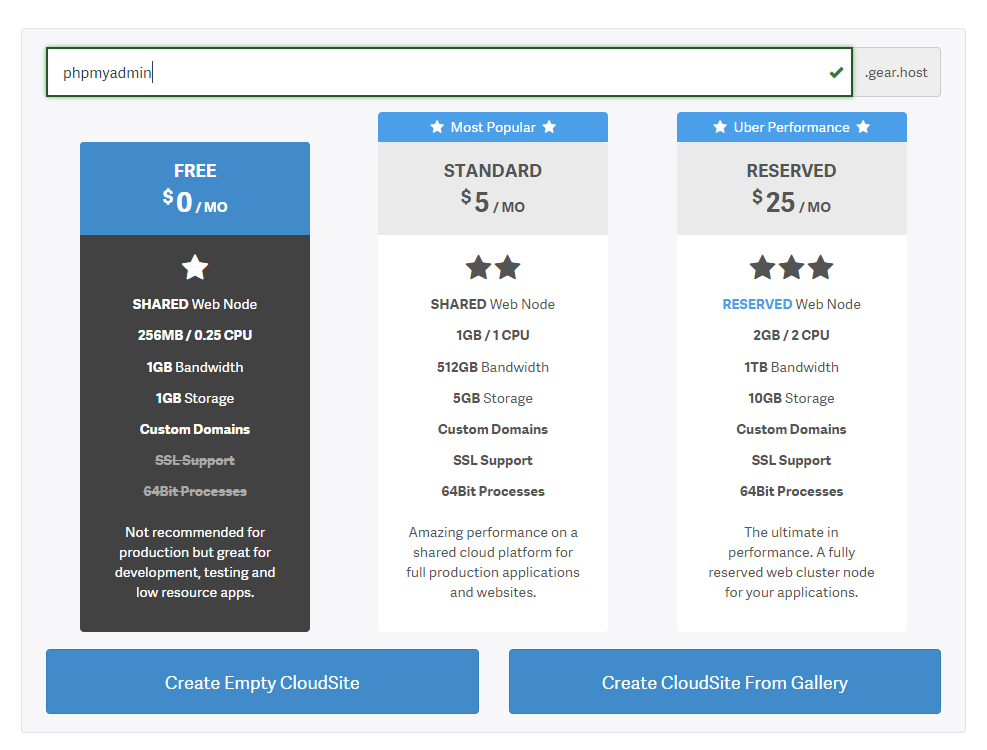 phpmyadmin
.gear.host
FREE
$0 / MO
SHARED Web Node
256MB / 0.25 CPU
1GB Bandwidth
1GB Storage
Custom Domains
SSL Support
64Bit Processes
Not recommended for
production but great for
development, testing and
low resource apps.
Most Popular
STANDARD
$5 / MO
SHARED Web Node
1GB / 1 CPU
512GB Bandwidth
5GB Storage
Custom Domains
SSL Support
64Bit Processes
Amazing performance on a
shared cloud platform for
full production applications
and websites.
Uber Performance
RESERVED
$25 / MO
RESERVED Web Node
2GB / 2 CPU
1TB Bandwidth
10GB Storage
Custom Domains
SSL Support
64Bit Processes
The ultimate in
performance. A fully
reserved web cluster node
for your applications.
Create Empty CloudSite
Create CloudSite From Gallery